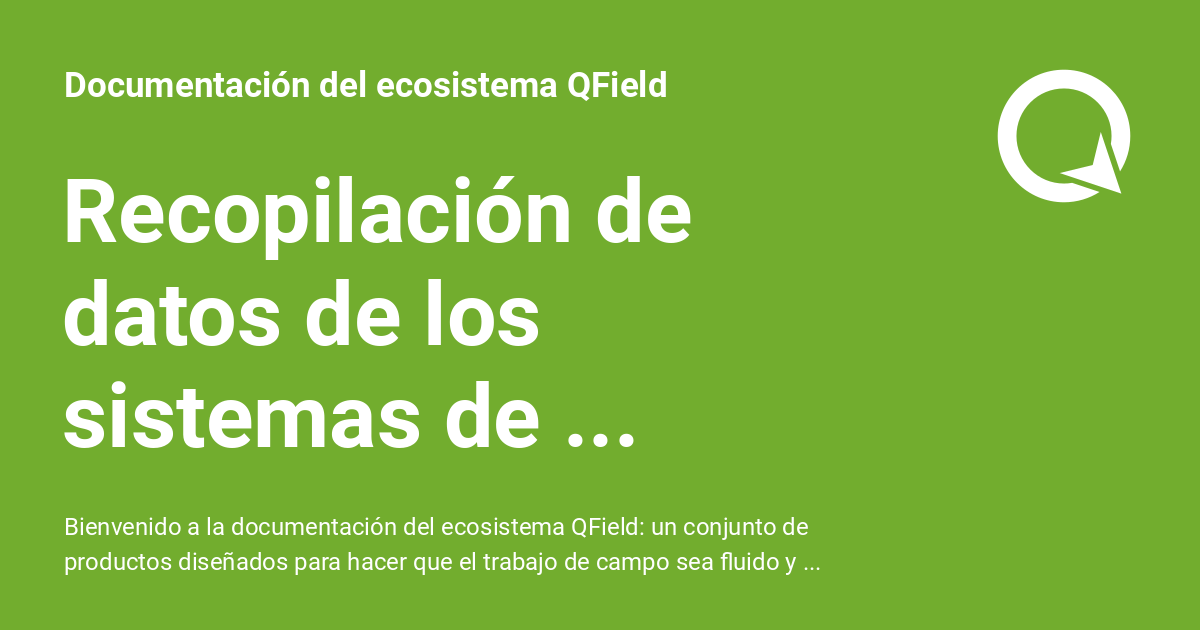 Documentación del ecosistema QField
Recopilación de
datos de los
sistemas de ...
Bienvenido a la documentación del ecosistema QField: un conjunto de
productos diseñados para hacer que el trabajo de campo sea fluido y ...